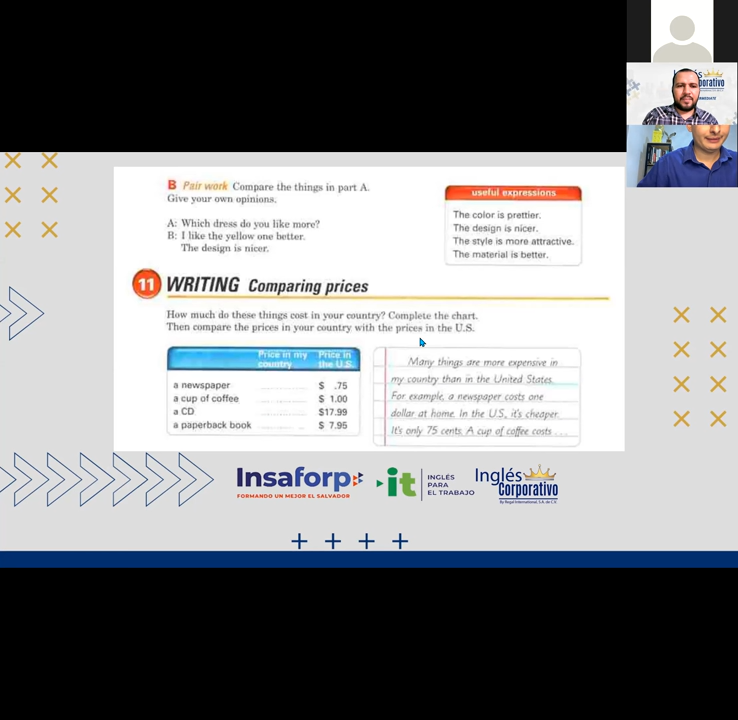 B Pair work Compare the things in part A.
Give your own opinions.
A: Which dress do you like more?
B: I like the yellow one better.
The design is nicer.
useful expressions
The color is prettier.
The design is nicer.
The style is more attractive.
The material is better.
11 WRITING Comparing prices
How much do these things cost in your country? Complete the chart.
Then compare the prices in your country with the prices in the U.S.
Price in my country
Price in the U.S.
a newspaper $ .75
a cup of coffee $ 1.00
a CD $17.99
a paperback book $ 7.95
Many things are more expensive in
my country than in the United States.
For example, a newspaper costs one
dollar at home. In the U.S., it's cheaper.
It's only 75 cents. A cup of coffee costs ...
Insaforp
FORMANDO UN MEJOR EL SALVADOR
it
INGLÉS
PARA
EL TRABAJO
Inglés
Corporativo